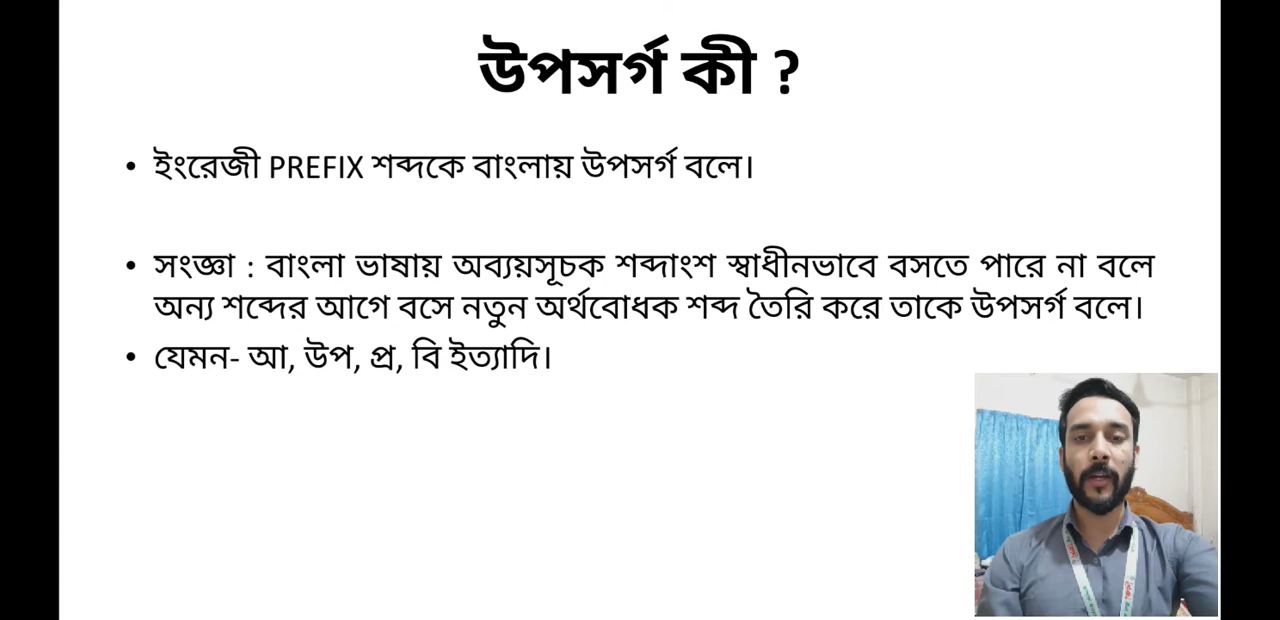 উপসর্গ কী ?
• ইংরেজী PREFIX শব্দকে বাংলায় উপসর্গ বলে।
• সংজ্ঞা : বাংলা ভাষায় অব্যয়সূচক শব্দাংশ স্বাধীনভাবে বসতে পারে না বলে
অন্য শব্দের আগে বসে নতুন অর্থবোধক শব্দ তৈরি করে তাকে উপসর্গ বলে।
• যেমন- আ, উপ, প্র, বি ইত্যাদি।